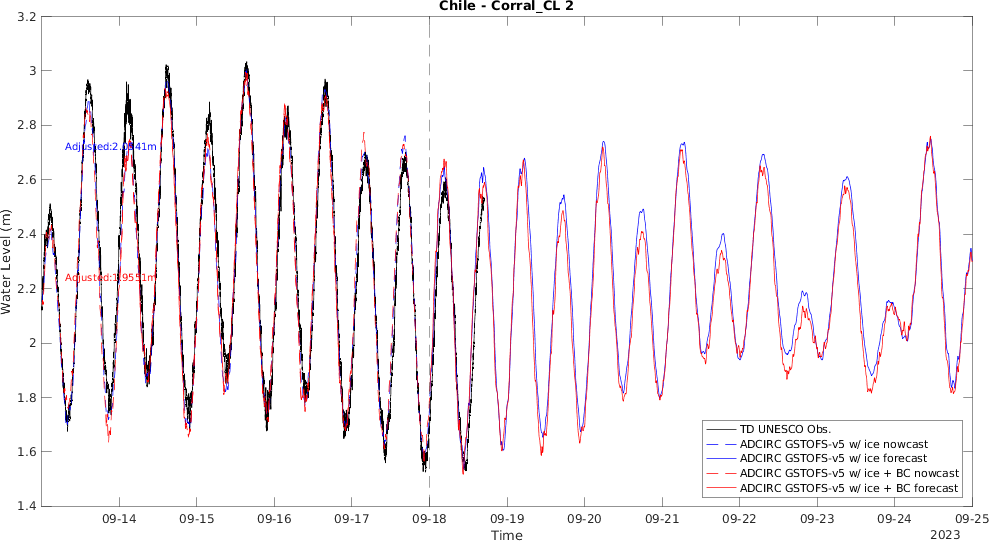 Chile - Corral_CL 2
3.2
3
2.8
2.6
2.4
2.2
2
1.8
1.6
1.4
Water Level (m)
Adjusted:1.9551m
TD UNESCO Obs.
ADCIRC GSTOFS-v5 w/ ice nowcast
ADCIRC GSTOFS-v5 w/ ice forecast
ADCIRC GSTOFS-v5 w/ ice + BC nowcast
ADCIRC GSTOFS-v5 w/ ice + BC forecast
09-14 09-15 09-16 09-17 09-18 09-19 09-20 09-21 09-22 09-23 09-24 09-25
Time
2023